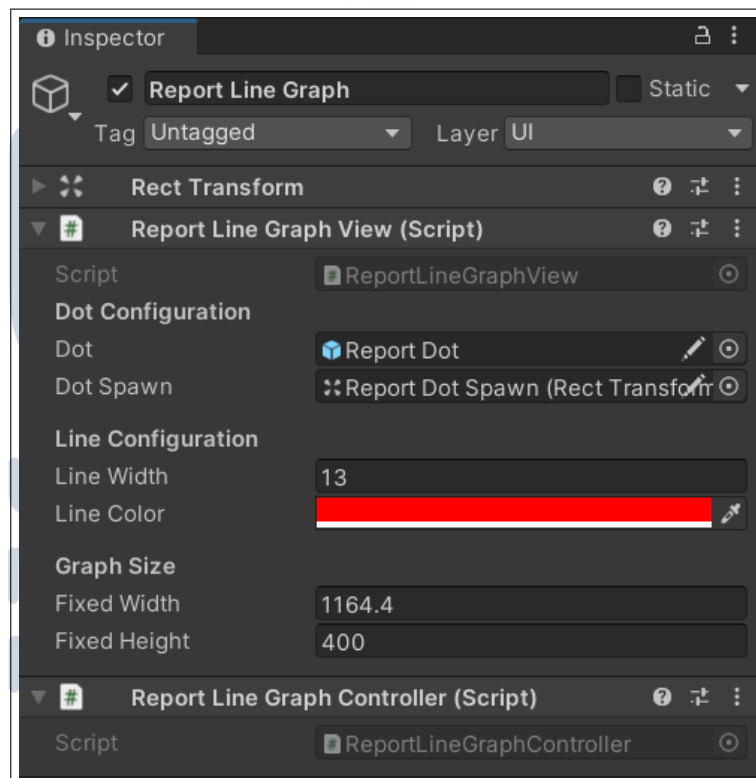 Inspector
Report Line Graph Static
Tag Untagged Layer UI
Rect Transform
Report Line Graph View (Script)
Script ReportLineGraphView
Dot Configuration
Dot Report Dot
Dot Spawn Report Dot Spawn (Rect Transform
Line Configuration
Line Width 13
Line Color
Graph Size
Fixed Width 1164.4
Fixed Height 400
Report Line Graph Controller (Script)
Script ReportLineGraphController